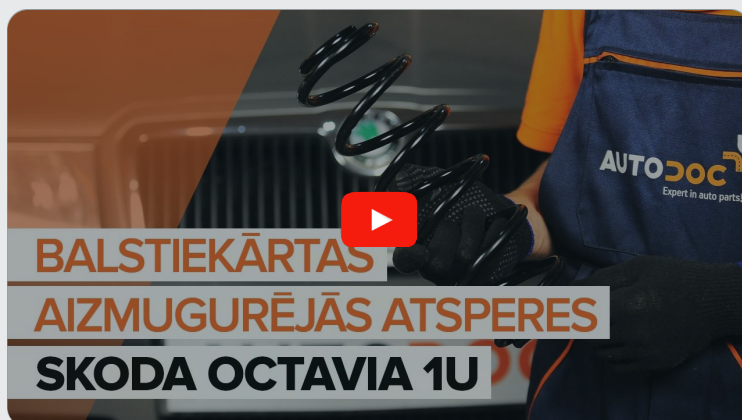 AUTODOC
Expert in auto parts!
BALSTIEKĀRTAS
AIZMUGURĒJĀS ATSPERES
SKODA OCTAVIA 1U